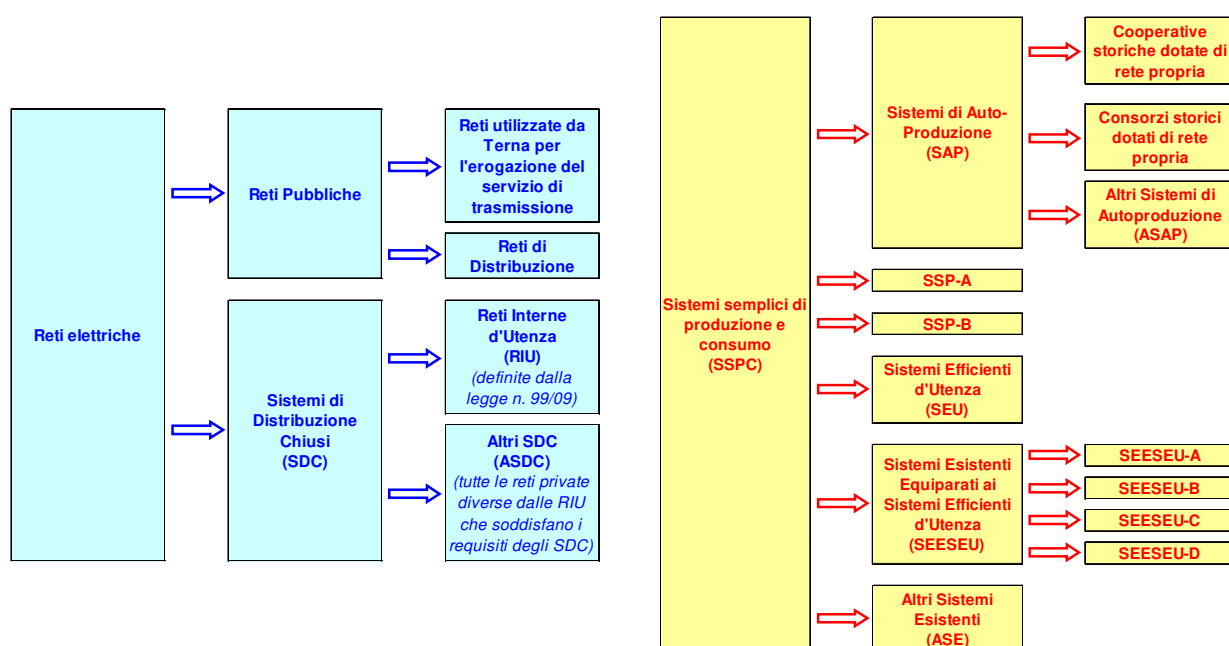 Reti elettriche
Reti Pubbliche
Reti utilizzate da
Terna per
l'erogazione del
servizio di
trasmissione
Reti di
Distribuzione
Sistemi di
Distribuzione
Chiusi
(SDC)
Reti Interne
d'Utenza
(RIU)
(definite dalla
legge n. 99/09)
Altri SDC
(ASDC)
(tutte le reti private
diverse dalle RIU
che soddisfano i
requisiti degli SDC)
Sistemi semplici di
produzione e
consumo
(SSPC)
Sistemi di Auto-
Produzione
(SAP)
Cooperative
storiche dotate di
rete propria
Consorzi storici
dotati di rete
propria
Altri Sistemi di
Autoproduzione
(ASAP)
SSP-A
SSP-B
Sistemi Efficienti
d'Utenza
(SEU)
Sistemi Esistenti
Equiparati ai
Sistemi Efficienti
d'Utenza
(SEESEU)
SEESEU-A
SEESEU-B
SEESEU-C
SEESEU-D
Altri Sistemi
Esistenti
(ASE)